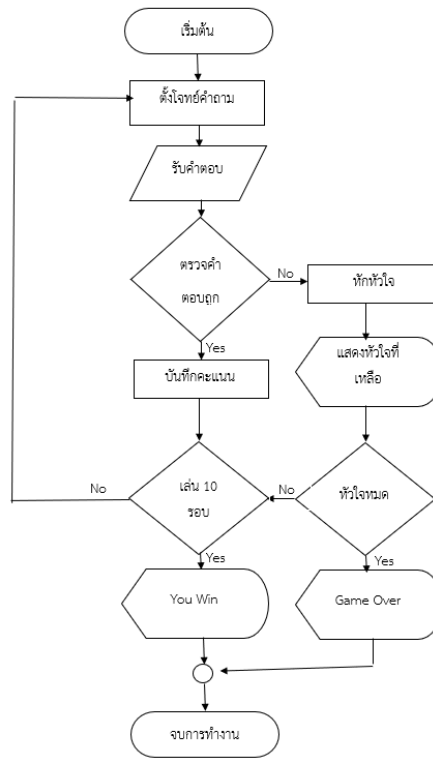 เริ่มต้น
ตั้งโจทย์คำถาม
รับคำตอบ
ตรวจคำ
ตอบถูก
No
หักหัวใจ
Yes
แสดงหัวใจที่
เหลือ
บันทึกคะแนน
No
เล่น 10
รอบ
No
หัวใจหมด
Yes
Yes
You Win
Game Over
จบการทำงาน